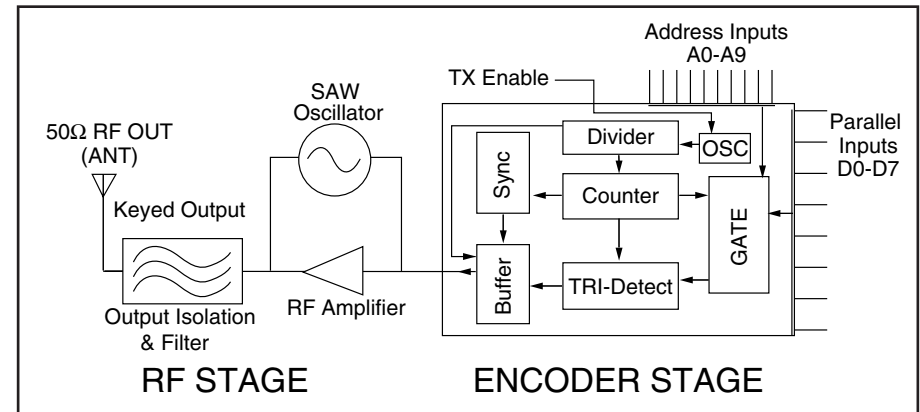 Address Inputs
A0-A9
TX Enable
SAW
Oscillator
50Ω RF OUT
(ANT)
Keyed Output
Output Isolation
& Filter
RF Amplifier
Divider
OSC
Sync
Counter
GATE
Buffer
TRI-Detect
Parallel
Inputs
D0-D7
RF STAGE
ENCODER STAGE